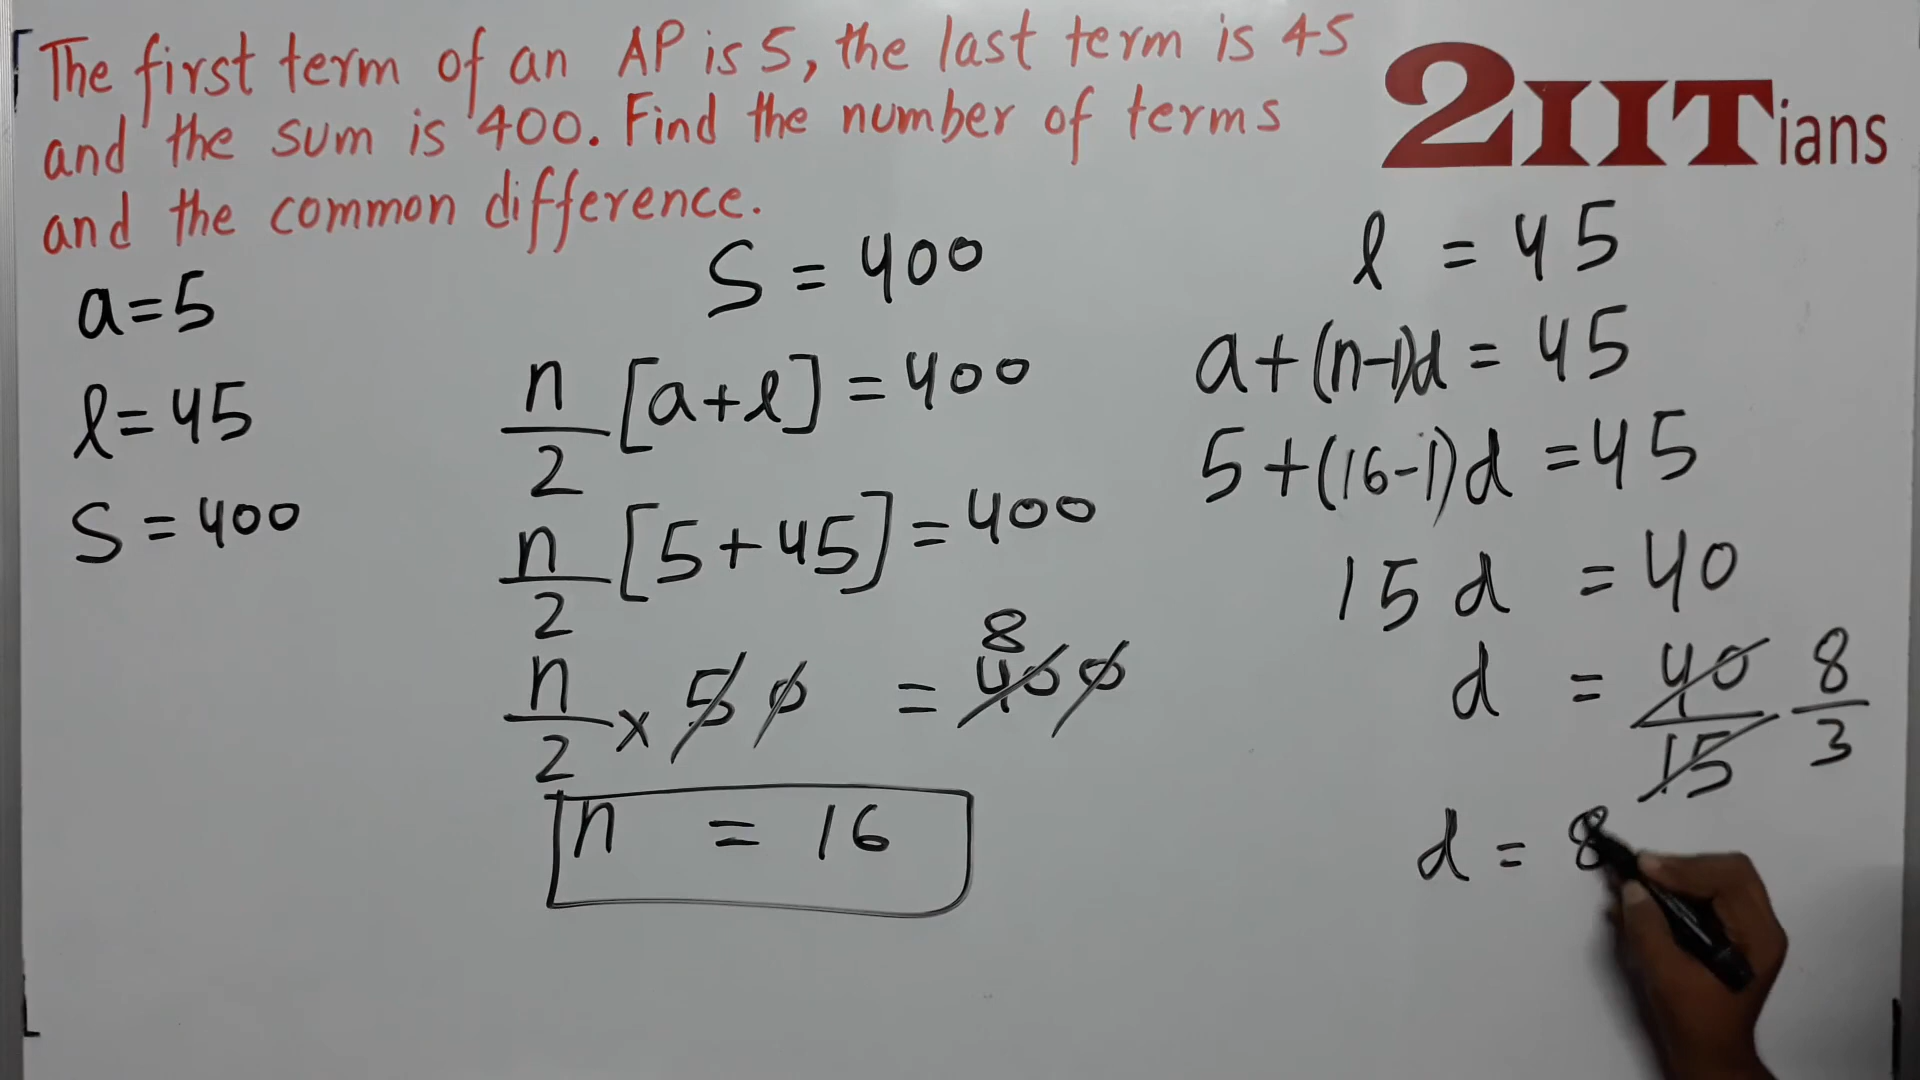 The first term of an AP is 5, the last term is 45
and the sum is 400. Find the number of terms
and the common difference.
2IITians
a=5
l=45
S=400
S=400
n/2 [a+l]=400
n/2 [5+45]=400
n/2 × 50 = 400 8
n = 16
l = 45
a+(n-1)d=45
5+(16-1)d=45
15d = 40
d = 40/15 8/3
d = 8